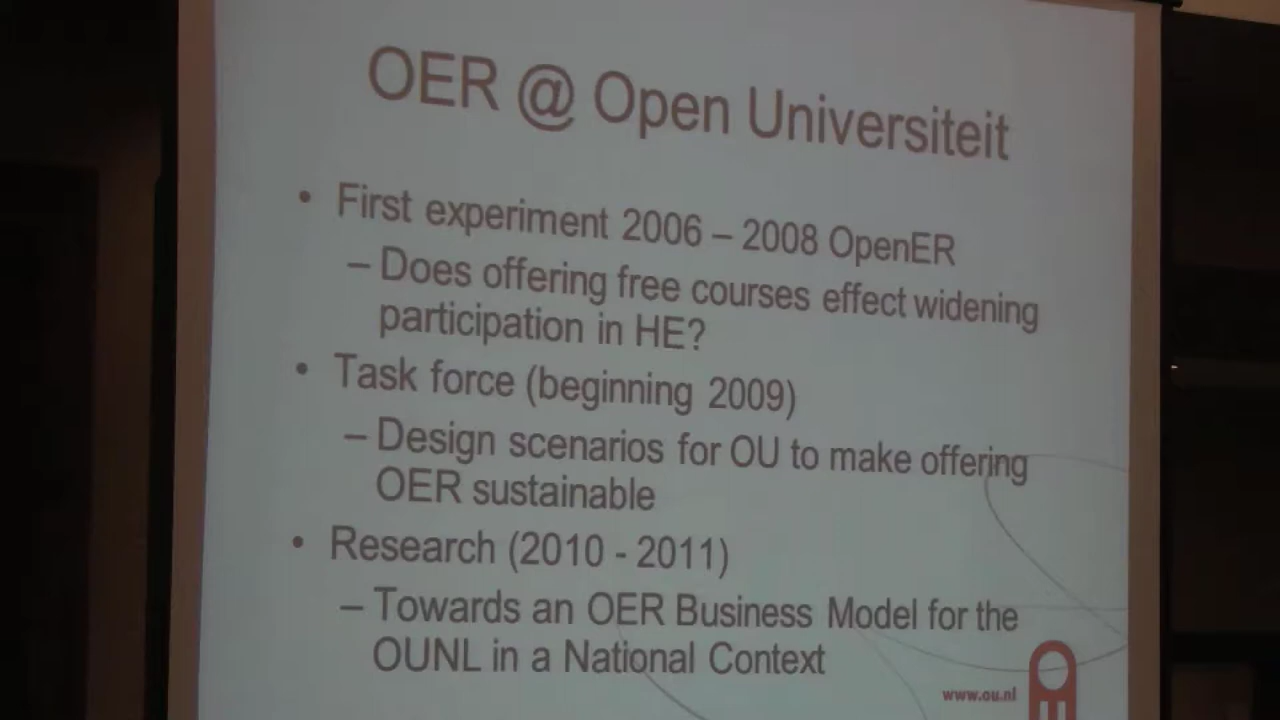 OER @ Open Universiteit
• First experiment 2006 – 2008 OpenER
– Does offering free courses effect widening
participation in HE?
• Task force (beginning 2009)
– Design scenarios for OU to make offering
OER sustainable
• Research (2010 - 2011)
– Towards an OER Business Model for the
OUNL in a National Context
www.ou.nl